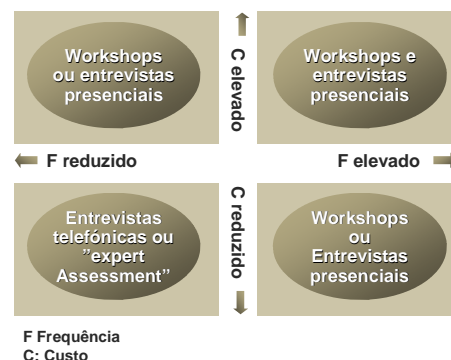 Workshops
ou entrevistas
presenciais
C elevado
Workshops e
entrevistas
presenciais
F reduzido
F elevado
Entrevistas
telefónicas ou
”expert
Assessment”
C reduzido
Workshops
ou
Entrevistas
presenciais
F Frequência
C: Custo